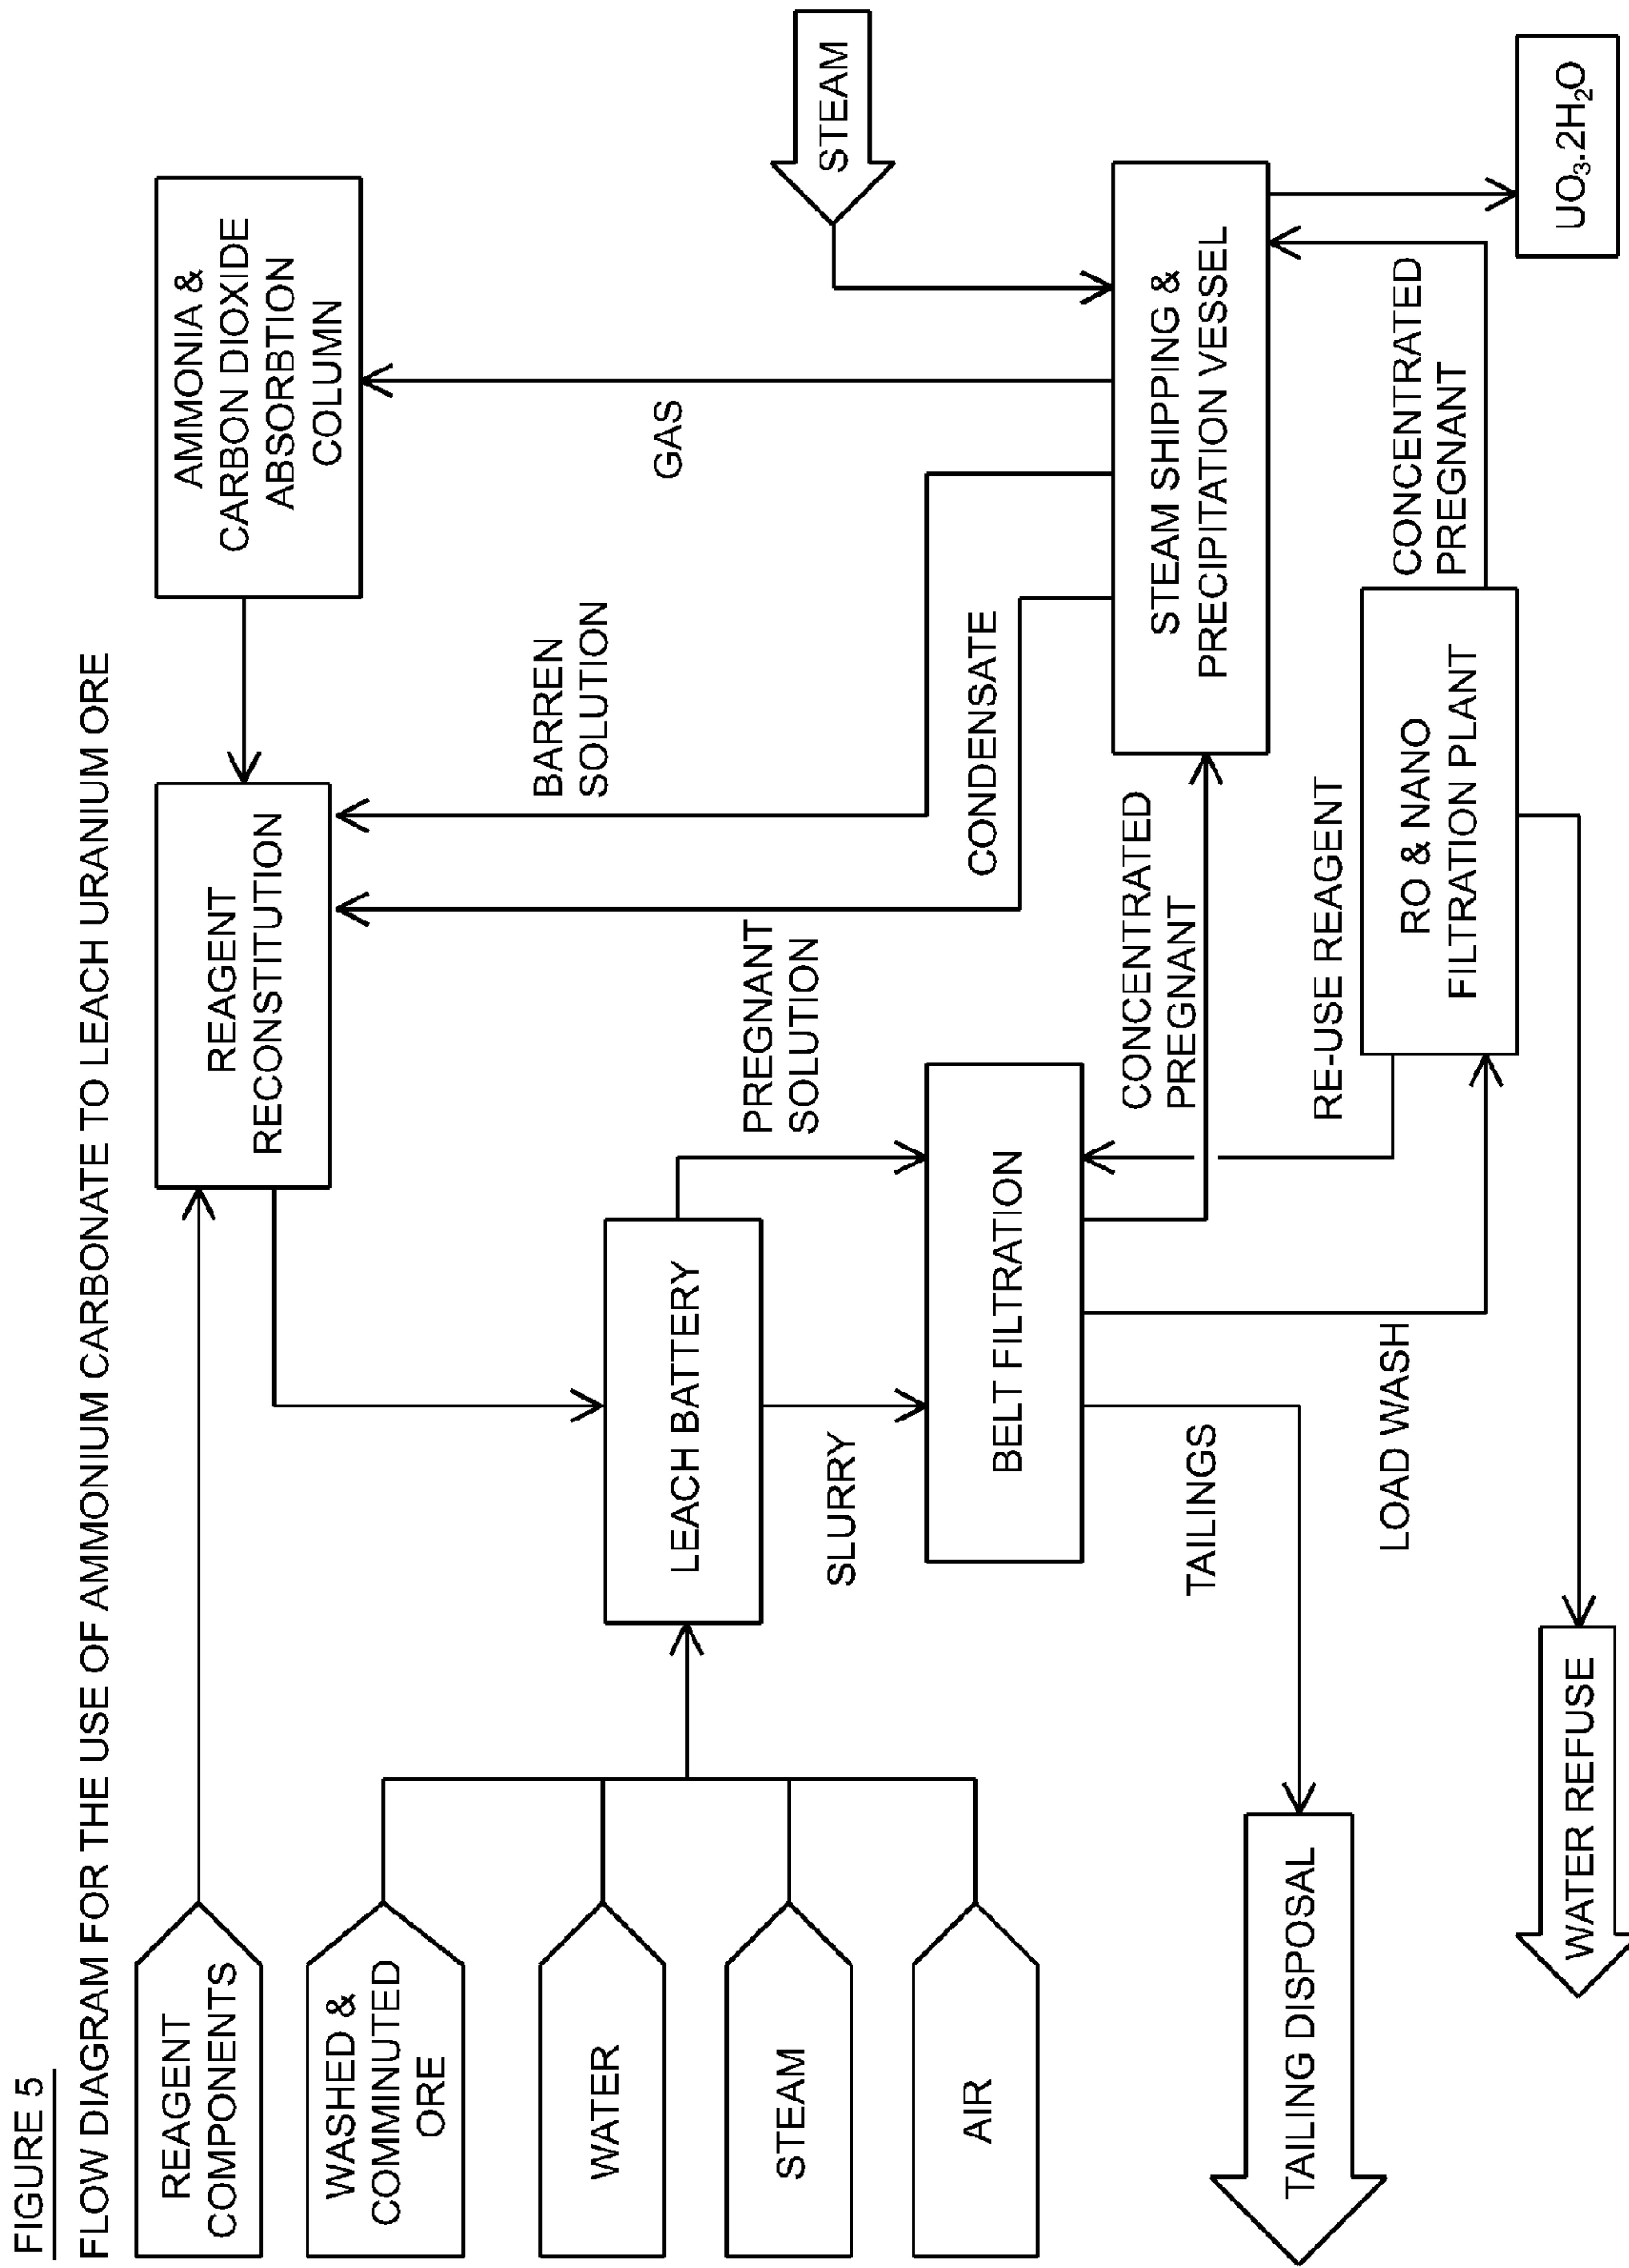 FIGURE 5
FLOW DIAGRAM FOR THE USE OF AMMONIUM CARBONATE TO LEACH URANIUM ORE
REAGENT
COMPONENTS
REAGENT
RECONSTITUTION
AMMONIA &
CARBON DIOXIDE
ABSORBTION
COLUMN
WASHED &
COMMINUTED
ORE
WATER
STEAM
AIR
LEACH BATTERY
PREGNANT
SOLUTION
SLURRY
BARREN
SOLUTION
GAS
STEAM
CONDENSATE
BELT FILTRATION
CONCENTRATED
PREGNANT
STEAM SHIPPING &
PRECIPITATION VESSEL
TAILINGS
RE-USE REAGENT
LOAD WASH
RO & NANO
FILTRATION PLANT
CONCENTRATED
PREGNANT
TAILING DISPOSAL
WATER REFUSE
UO₃.2H₂O